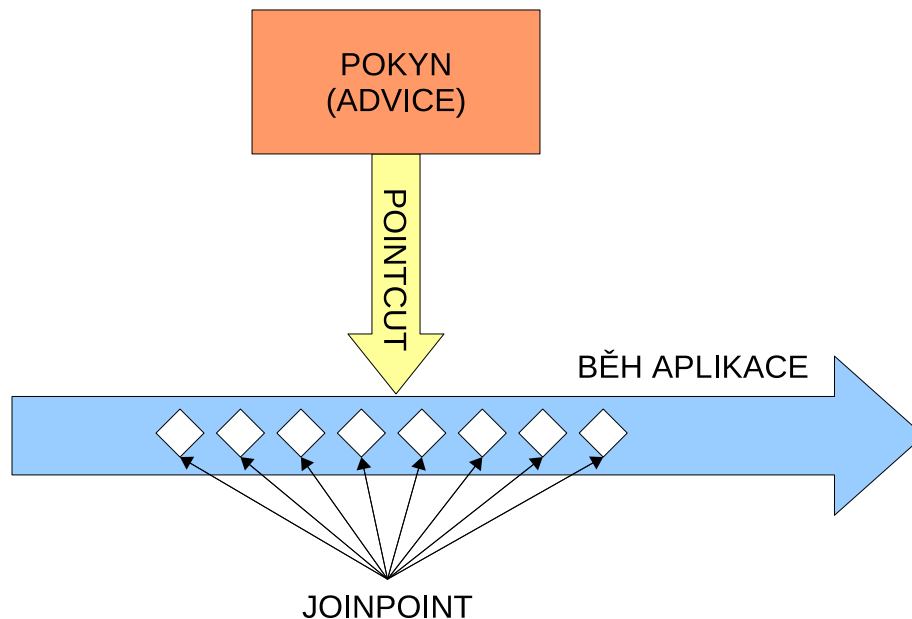 POKYN
(ADVICE)
POINTCUT
BĚH APLIKACE
JOINPOINT